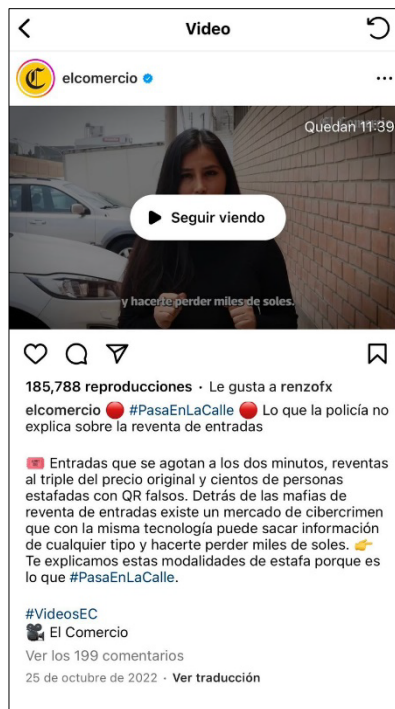 Video
elcomercio
Quedan 11:39
Seguir viendo
y hacerte perder miles de soles.
185,788 reproducciones · Le gusta a renzofx
elcomercio 🔴 #PasaEnLaCalle 🔴 Lo que la policía no
explica sobre la reventa de entradas
🎟️ Entradas que se agotan a los dos minutos, reventas
al triple del precio original y cientos de personas
estafadas con QR falsos. Detrás de las mafias de
reventa de entradas existe un mercado de cibercrimen
que con la misma tecnología puede sacar información
de cualquier tipo y hacerte perder miles de soles. 👉
Te explicamos estas modalidades de estafa porque es
lo que #PasaEnLaCalle.
#VideosEC
🎥 El Comercio
Ver los 199 comentarios
25 de octubre de 2022 · Ver traducción